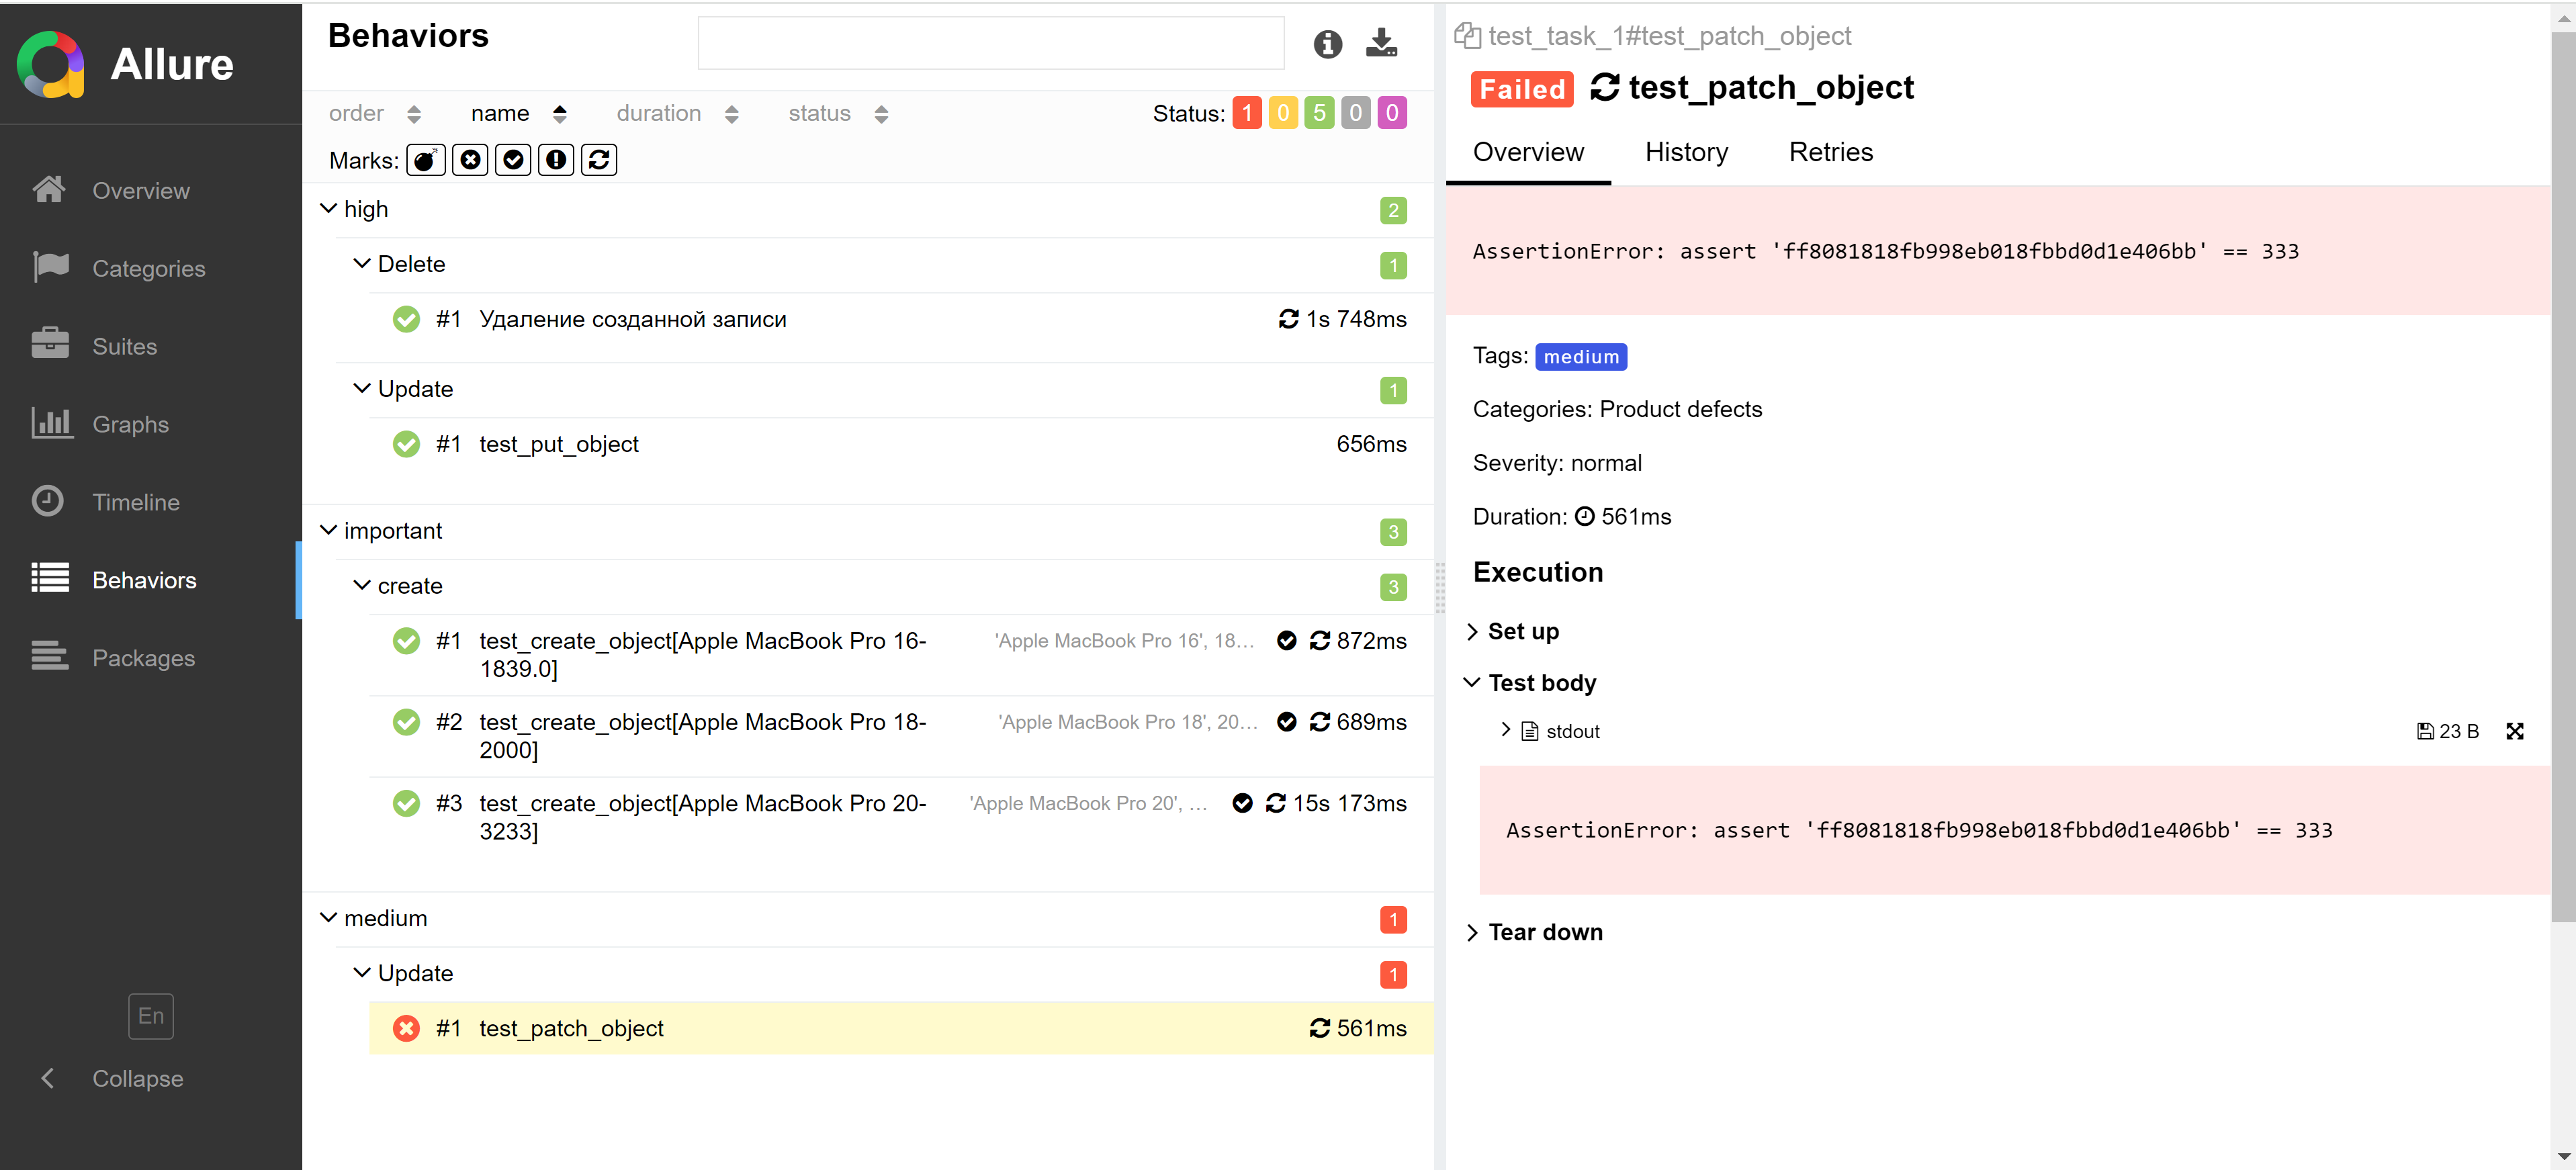 Allure
Overview
Categories
Suites
Graphs
Timeline
Behaviors
Packages
En
Collapse
Behaviors
order name duration status Status: 1 0 5 0 0
Marks:
high 2
Delete 1
#1 Удаление созданной записи 1s 748ms
Update 1
#1 test_put_object 656ms
important 3
create 3
#1 test_create_object[Apple MacBook Pro 16- 'Apple MacBook Pro 16', 18... 872ms
1839.0]
#2 test_create_object[Apple MacBook Pro 18- 'Apple MacBook Pro 18', 20... 689ms
2000]
#3 test_create_object[Apple MacBook Pro 20- 'Apple MacBook Pro 20', ... 15s 173ms
3233]
medium 1
Update 1
#1 test_patch_object 561ms
test_task_1#test_patch_object
Failed test_patch_object
Overview History Retries
AssertionError: assert 'ff8081818fb998eb018fbbd0d1e406bb' == 333
Tags: medium
Categories: Product defects
Severity: normal
Duration: 561ms
Execution
Set up
Test body
stdout 23 B
AssertionError: assert 'ff8081818fb998eb018fbbd0d1e406bb' == 333
Tear down